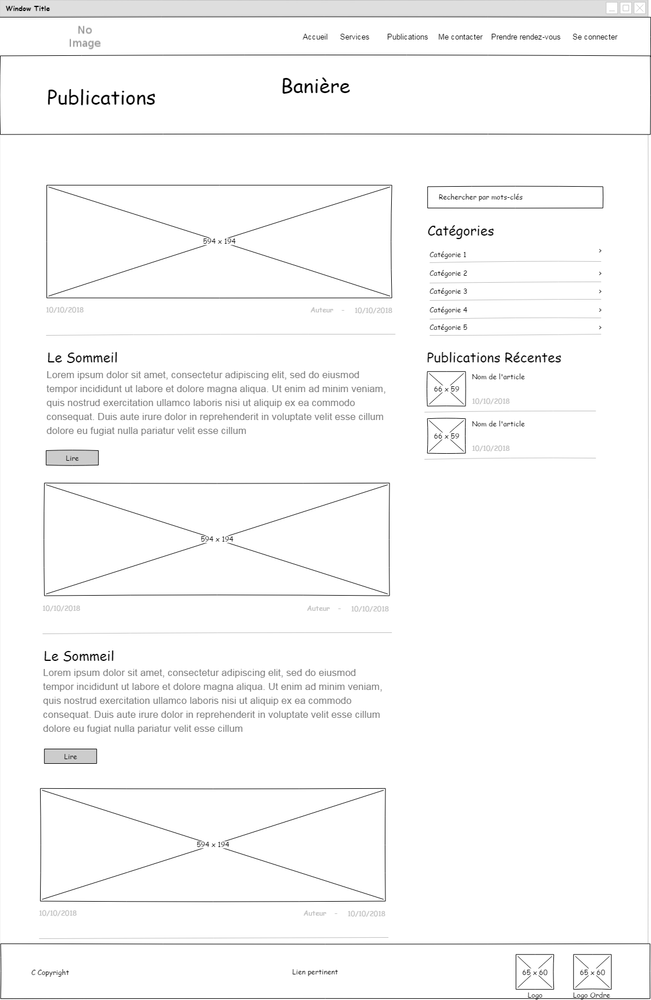 Window Title
No
Image
Accueil Services Publications Me contacter Prendre rendez-vous Se connecter
Banière
Publications
594 x 194
10/10/2018 Auteur - 10/10/2018
Le Sommeil
Lorem ipsum dolor sit amet, consectetur adipiscing elit, sed do eiusmod
tempor incididunt ut labore et dolore magna aliqua. Ut enim ad minim veniam,
quis nostrud exercitation ullamco laboris nisi ut aliquip ex ea commodo
consequat. Duis aute irure dolor in reprehenderit in voluptate velit esse cillum
dolore eu fugiat nulla pariatur velit esse cillum
Lire
594 x 194
10/10/2018 Auteur - 10/10/2018
Le Sommeil
Lorem ipsum dolor sit amet, consectetur adipiscing elit, sed do eiusmod
tempor incididunt ut labore et dolore magna aliqua. Ut enim ad minim veniam,
quis nostrud exercitation ullamco laboris nisi ut aliquip ex ea commodo
consequat. Duis aute irure dolor in reprehenderit in voluptate velit esse cillum
dolore eu fugiat nulla pariatur velit esse cillum
Lire
594 x 194
10/10/2018 Auteur - 10/10/2018
Rechercher par mots-clés
Catégories
Catégorie 1 >
Catégorie 2 >
Catégorie 3 >
Catégorie 4 >
Catégorie 5 >
Publications Récentes
66 x 59
Nom de l'article
10/10/2018
66 x 59
Nom de l'article
10/10/2018
C Copyright
Lien pertinent
65 x 60
Logo
65 x 60
Logo Ordre